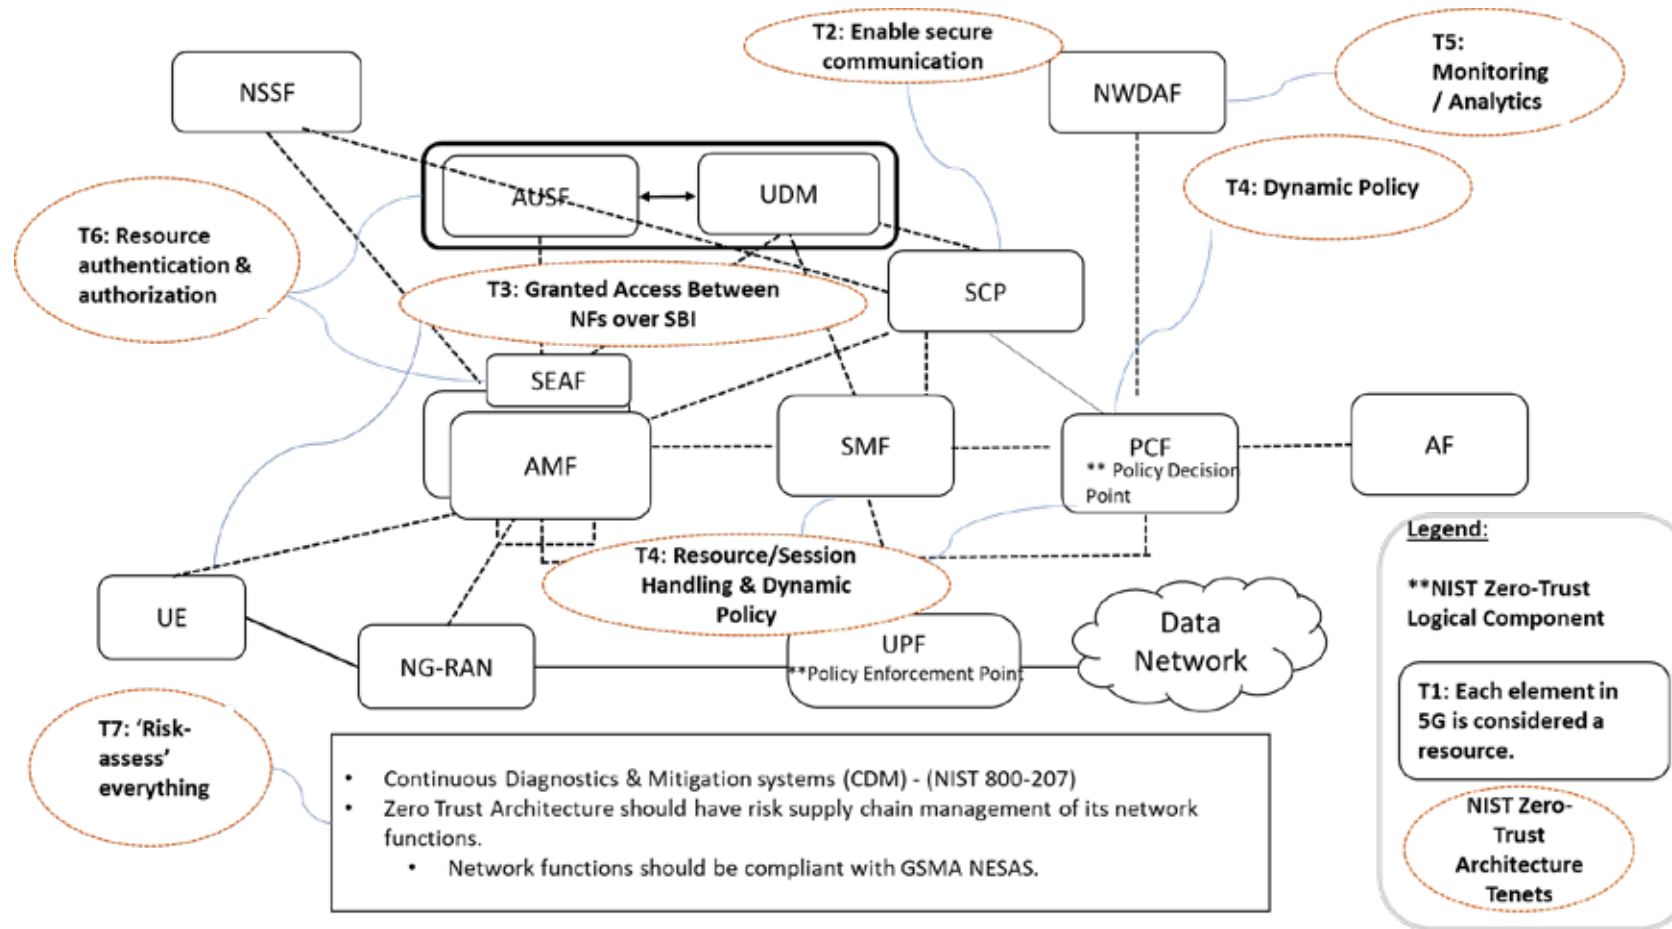 T2: Enable secure
communication
T5:
Monitoring
/ Analytics
NSSF
NWDAF
AUSF
UDM
T4: Dynamic Policy
T6: Resource
authentication &
authorization
T3: Granted Access Between
NFs over SBI
SCP
SEAF
AMF
SMF
PCF
** Policy Decision
Point
AF
Legend:
**NIST Zero-Trust
Logical Component
T1: Each element in
5G is considered a
resource.
NIST Zero-
Trust
Architecture
Tenets
T4: Resource/Session
Handling & Dynamic
Policy
UE
NG-RAN
UPF
**Policy Enforcement Point
Data
Network
T7: ‘Risk-
assess’
everything
• Continuous Diagnostics & Mitigation systems (CDM) - (NIST 800-207)
• Zero Trust Architecture should have risk supply chain management of its network
functions.
• Network functions should be compliant with GSMA NESAS.